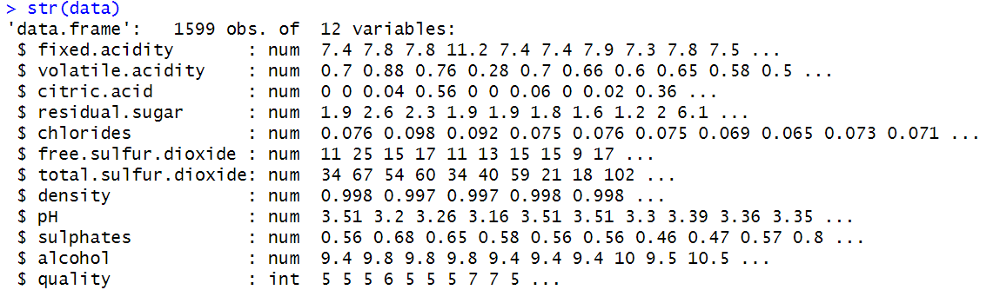 > str(data)
'data.frame':   1599 obs. of  12 variables:
 $ fixed.acidity       : num  7.4 7.8 7.8 11.2 7.4 7.4 7.9 7.3 7.8 7.5 ...
 $ volatile.acidity    : num  0.7 0.88 0.76 0.28 0.7 0.66 0.6 0.65 0.58 0.5 ...
 $ citric.acid         : num  0 0 0.04 0.56 0 0 0.06 0 0.02 0.36 ...
 $ residual.sugar      : num  1.9 2.6 2.3 1.9 1.9 1.8 1.6 1.2 2 6.1 ...
 $ chlorides           : num  0.076 0.098 0.092 0.075 0.076 0.075 0.069 0.065 0.073 0.071 ...
 $ free.sulfur.dioxide : num  11 25 15 17 11 13 15 15 9 17 ...
 $ total.sulfur.dioxide: num  34 67 54 60 34 40 59 21 18 102 ...
 $ density             : num  0.998 0.997 0.997 0.998 0.998 ...
 $ pH                  : num  3.51 3.2 3.26 3.16 3.51 3.51 3.3 3.39 3.36 3.35 ...
 $ sulphates           : num  0.56 0.68 0.65 0.58 0.56 0.56 0.46 0.47 0.57 0.8 ...
 $ alcohol             : num  9.4 9.8 9.8 9.8 9.4 9.4 9.4 10 9.5 10.5 ...
 $ quality             : int  5 5 5 6 5 5 5 7 7 5 ...